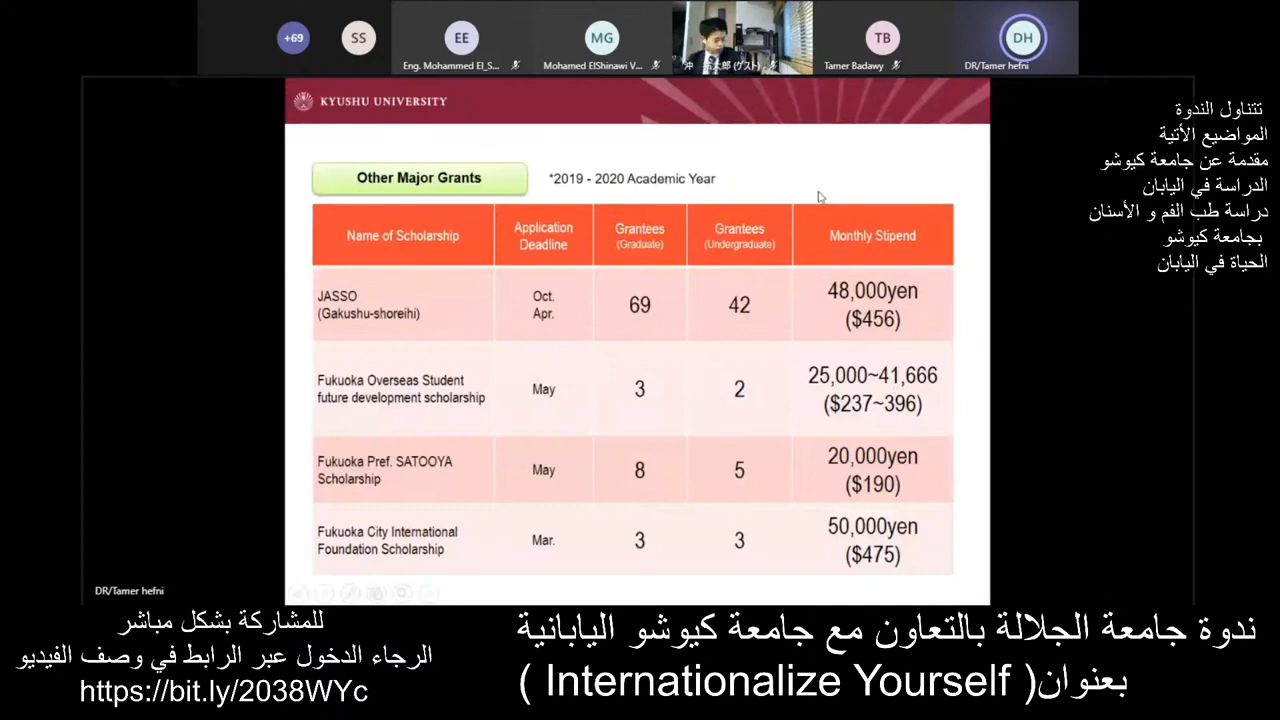 +69
SS
EE
MG
TB
DH
Eng. Mohammed El_S...
Mohamed ElShinawi V...
太郎 (ゲスト)
Tamer Badawy
DR/Tamer hefni
KYUSHU UNIVERSITY
Other Major Grants
*2019 - 2020 Academic Year
Name of Scholarship
Application
Deadline
Grantees
(Graduate)
Grantees
(Undergraduate)
Monthly Stipend
JASSO
(Gakushu-shoreihi)
Oct.
Apr.
69
42
48,000yen
($456)
Fukuoka Overseas Student
future development scholarship
May
3
2
25,000~41,666
($237~396)
Fukuoka Pref. SATOOYA
Scholarship
May
8
5
20,000yen
($190)
Fukuoka City International
Foundation Scholarship
Mar.
3
3
50,000yen
($475)
DR/Tamer hefni
تتناول الندوة
المواضيع الأتية
مقدمة عن جامعة كيوشو
الدراسة في اليابان
دراسة طب الفم و الأسنان
بجامعة كيوشو
الحياة في اليابان
للمشاركة بشكل مباشر
الرجاء الدخول عبر الرابط في وصف الفيديو
https://bit.ly/2038WYc
ندوة جامعة الجلالة بالتعاون مع جامعة كيوشو اليابانية
بعنوان( Internationalize Yourself )